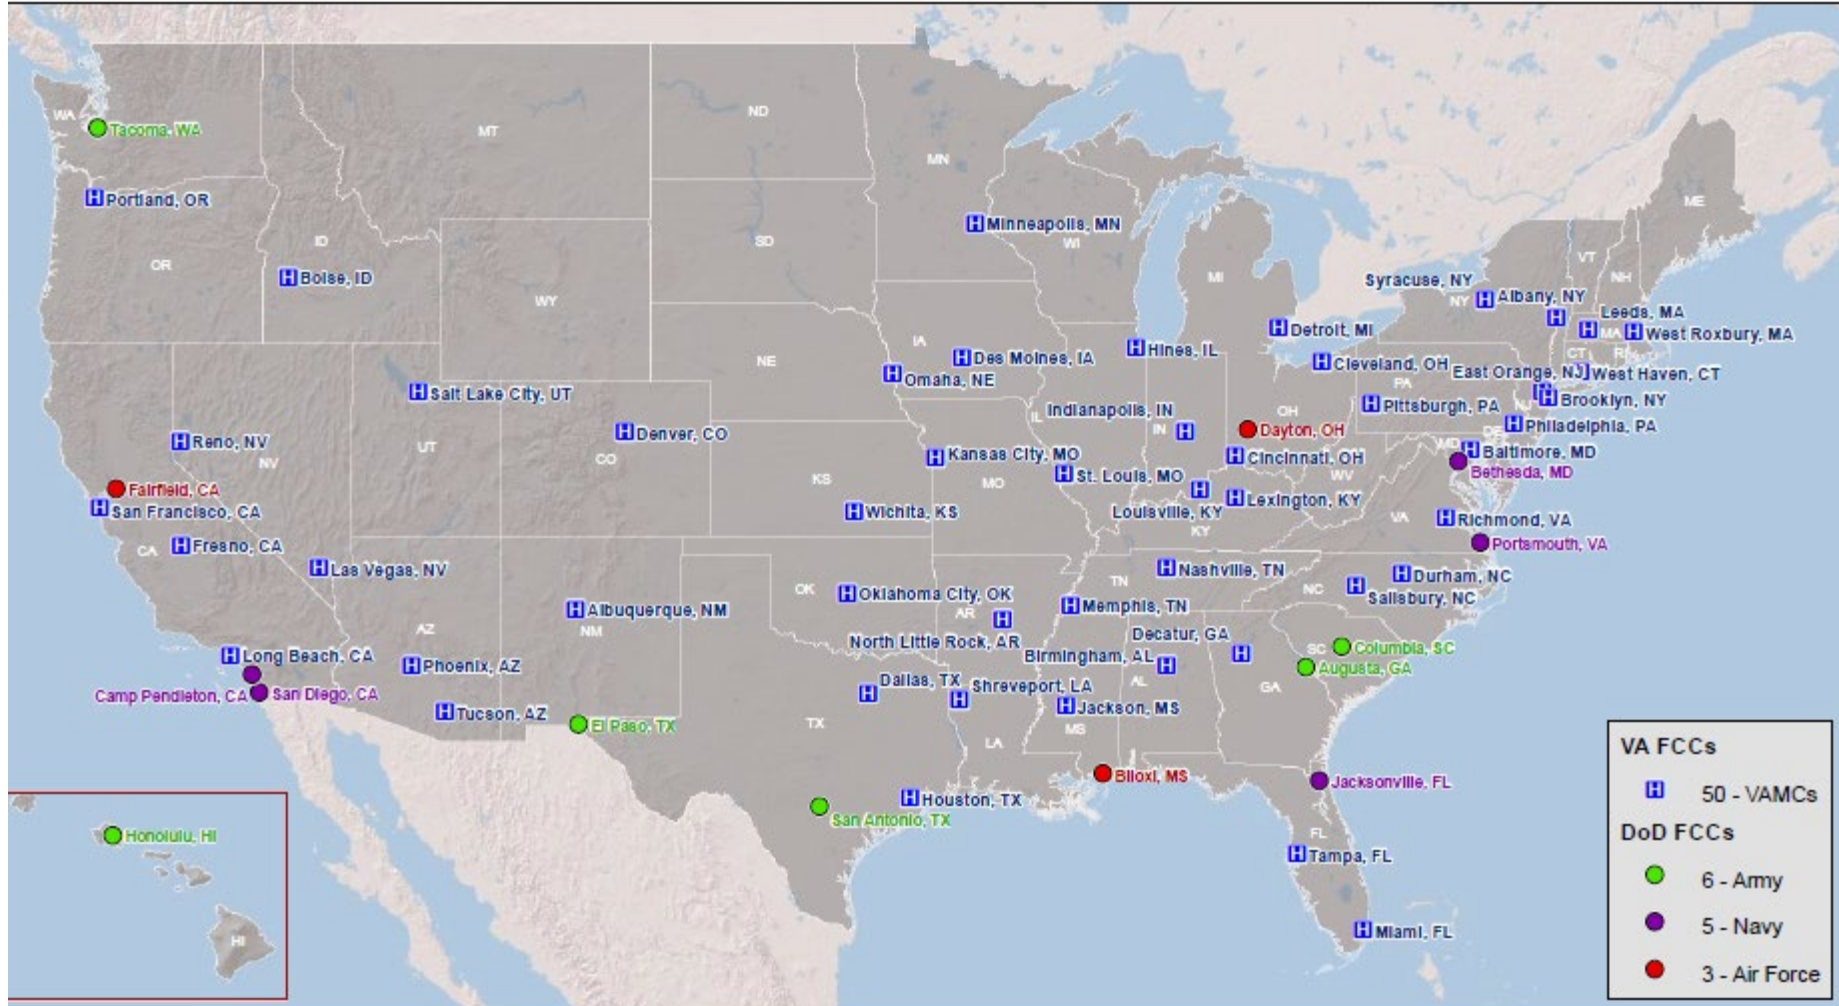 WA
Tacoma, WA
MT
ND
MN
Portland, OR
ME
Minneapolis, MN
WI
ID
OR
SD
VT
NH
Boise, ID
MI
Syracuse, NY
NY
Albany, NY
WY
Leeds, MA
Detroit, MI
MA
West Roxbury, MA
IA
Hines, IL
Des Moines, IA
CT
RI
NE
Cleveland, OH
East Orange, NJ
West Haven, CT
Omaha, NE
PA
Salt Lake City, UT
Brooklyn, NY
Pittsburgh, PA
NJ
IL
Indianapolis, IN
OH
Philadelphia, PA
Reno, NV
Denver, CO
IN
Dayton, OH
DE
MD
UT
CO
Kansas City, MO
Cincinnati, OH
Baltimore, MD
NV
St. Louis, MO
WV
Bethesda, MD
KS
MO
Fairfield, CA
San Francisco, CA
Wichita, KS
Louisville, KY
Lexington, KY
VA
Richmond, VA
KY
CA
Fresno, CA
Portsmouth, VA
Las Vegas, NV
Nashville, TN
TN
Durham, NC
OK
Oklahoma City, OK
NC
Salisbury, NC
Albuquerque, NM
Memphis, TN
AR
AZ
NM
North Little Rock, AR
Decatur, GA
SC
Columbia, SC
Long Beach, CA
Phoenix, AZ
Birmingham, AL
Augusta, GA
AL
GA
Camp Pendleton, CA
San Diego, CA
Dallas, TX
Shreveport, LA
Jackson, MS
Tucson, AZ
El Paso, TX
TX
MS
LA
Biloxi, MS
Jacksonville, FL
Houston, TX
San Antonio, TX
Honolulu, HI
FL
Tampa, FL
Miami, FL
HI
VA FCCs
H 50 - VAMCs
DoD FCCs
6 - Army
5 - Navy
3 - Air Force